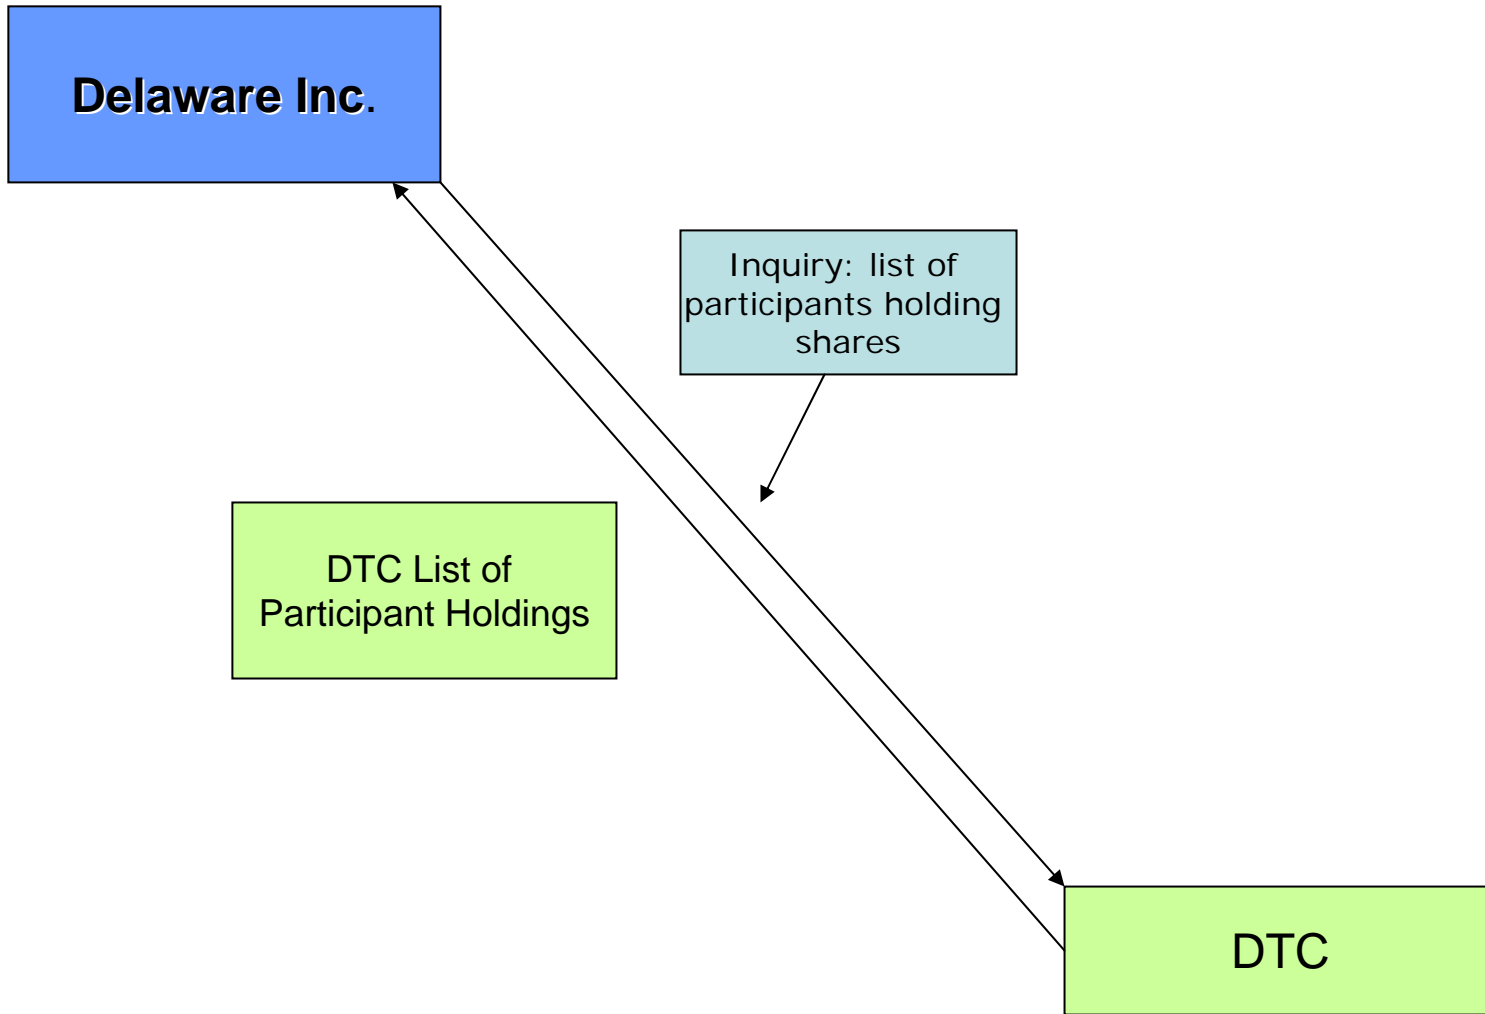 Delaware Inc.
Inquiry: list of
participants holding
shares
DTC List of
Participant Holdings
DTC